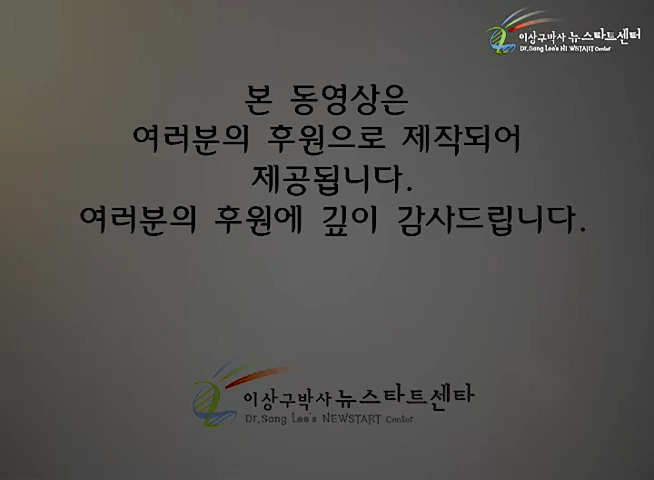 이상구박사 뉴스타트센터
Dr. Sang Lee's NEWSTART Center
본 동영상은
여러분의 후원으로 제작되어
제공됩니다.
여러분의 후원에 깊이 감사드립니다.
이상구박사 뉴스타트센타
Dr. Sang Lee's NEWSTART Center